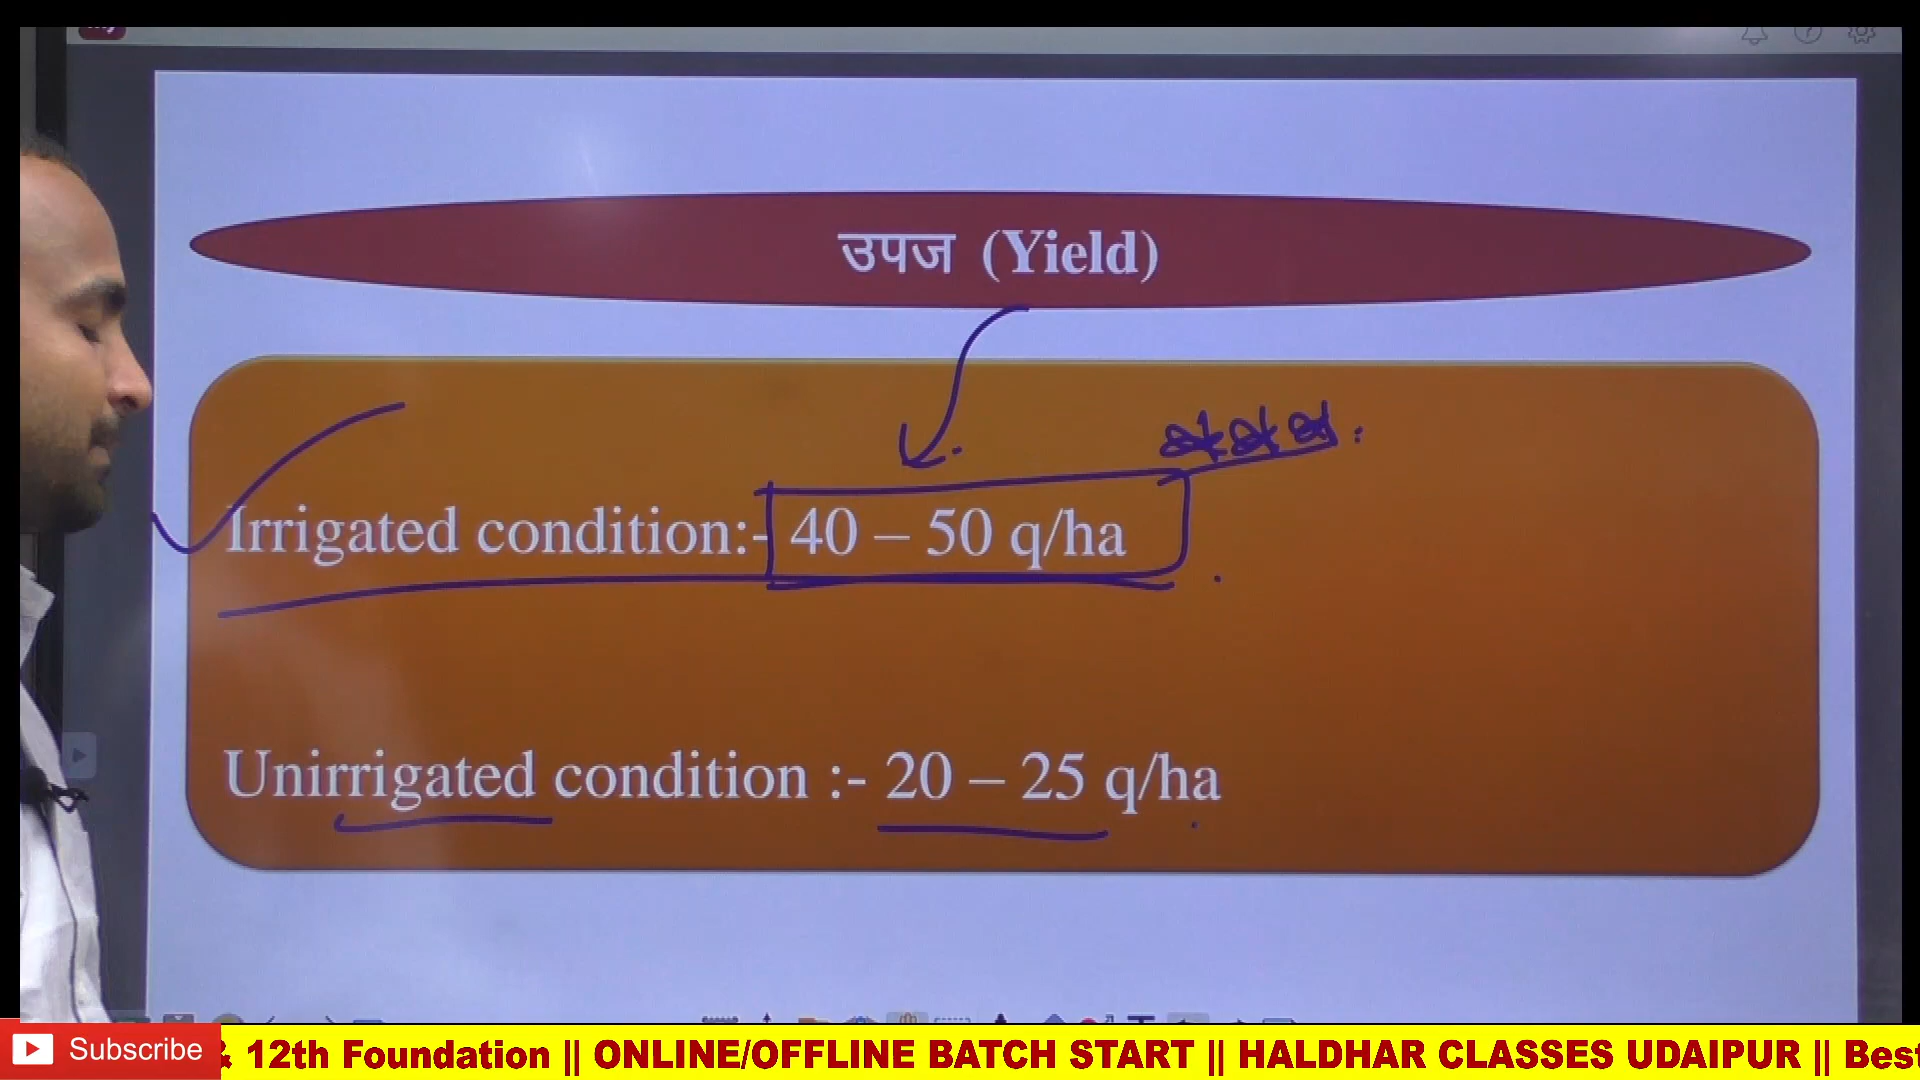 उपज (Yield)
Irrigated condition:- 40 – 50 q/ha
Unirrigated condition :- 20 – 25 q/ha
Subscribe
& 12th Foundation || ONLINE/OFFLINE BATCH START || HALDHAR CLASSES UDAIPUR || Best